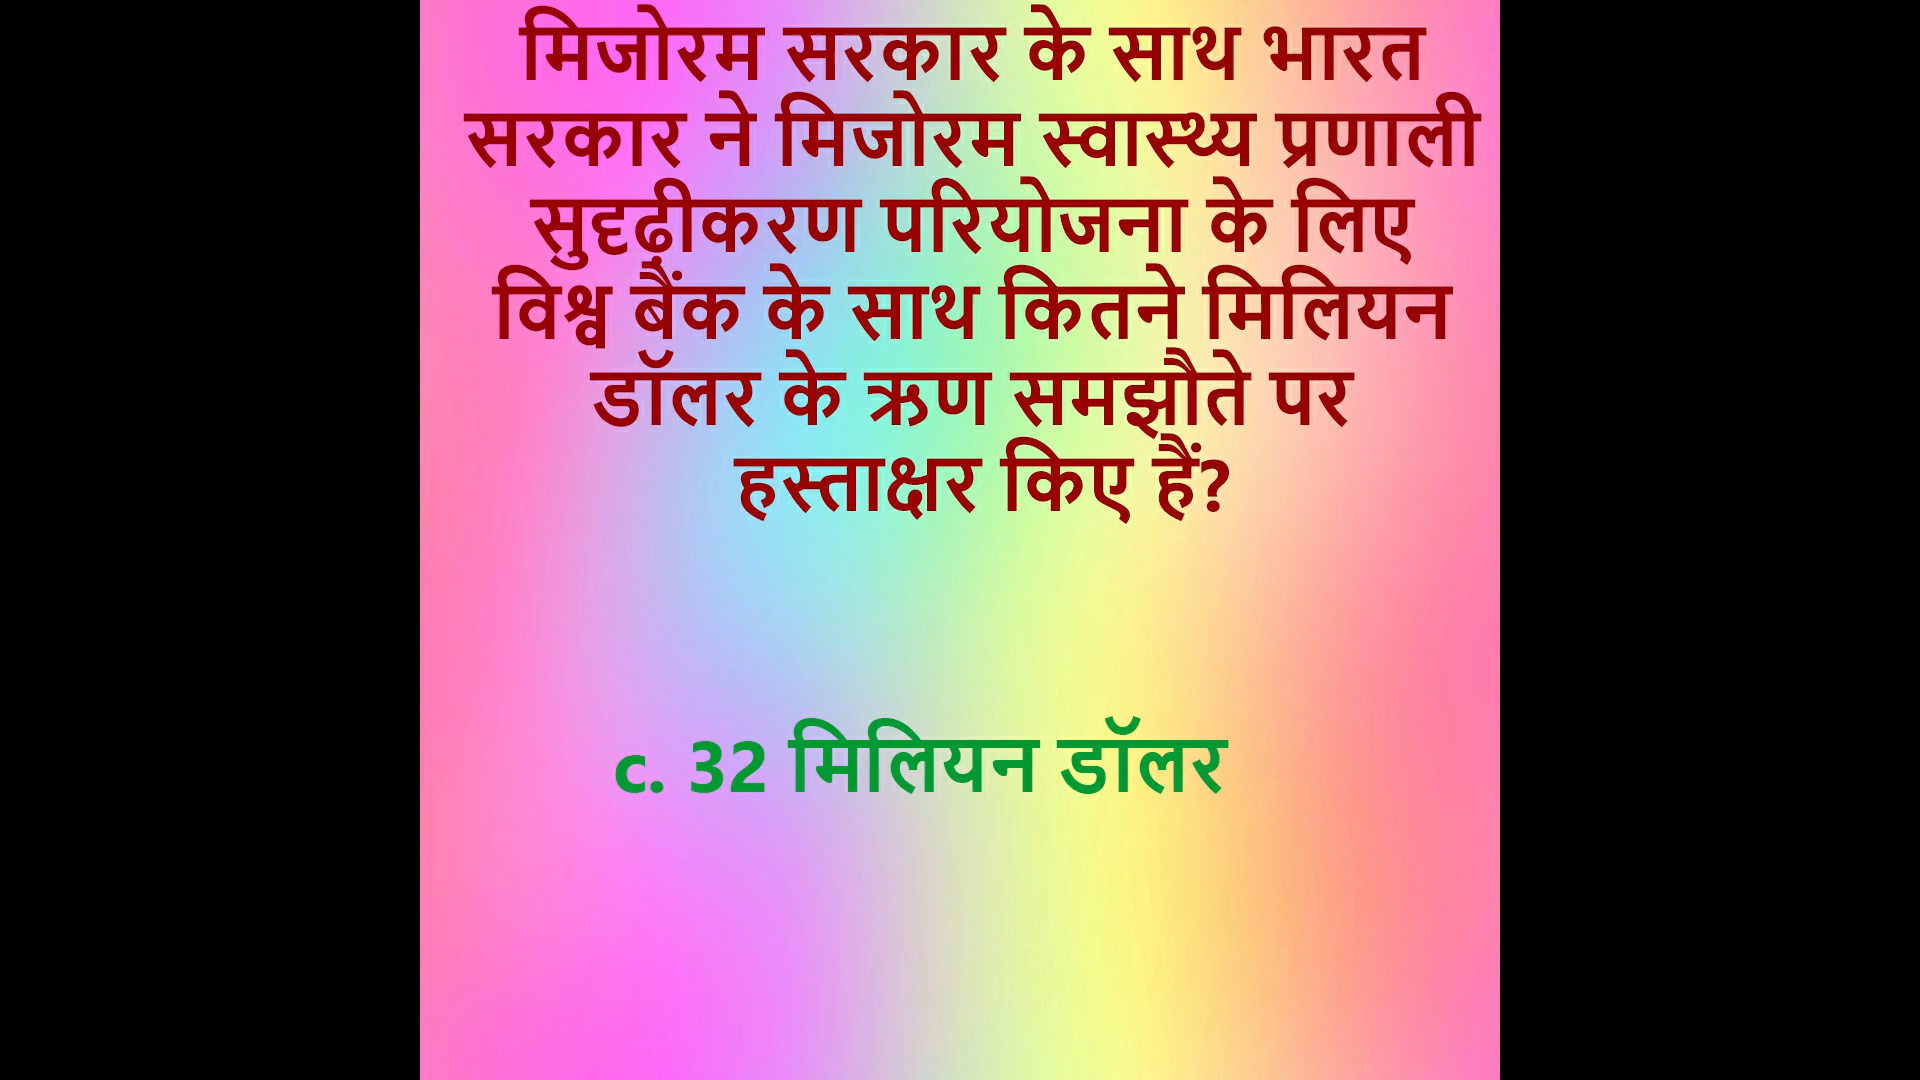 मिजोरम सरकार के साथ भारत
सरकार ने मिजोरम स्वास्थ्य प्रणाली
सुदृढ़ीकरण परियोजना के लिए
विश्व बैंक के साथ कितने मिलियन
डॉलर के ऋण समझौते पर
हस्ताक्षर किए हैं?
c. 32 मिलियन डॉलर